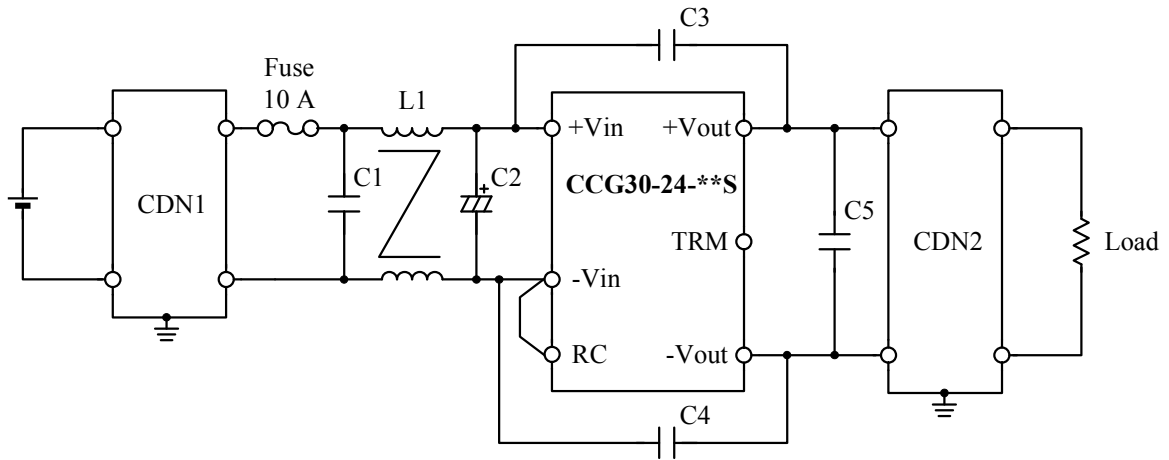 C3
Fuse
10 A
L1
+Vin
+Vout
C1
C2
+
CCG30-24-**S
CDN1
C5
CDN2
TRM
Load
-Vin
RC
-Vout
C4